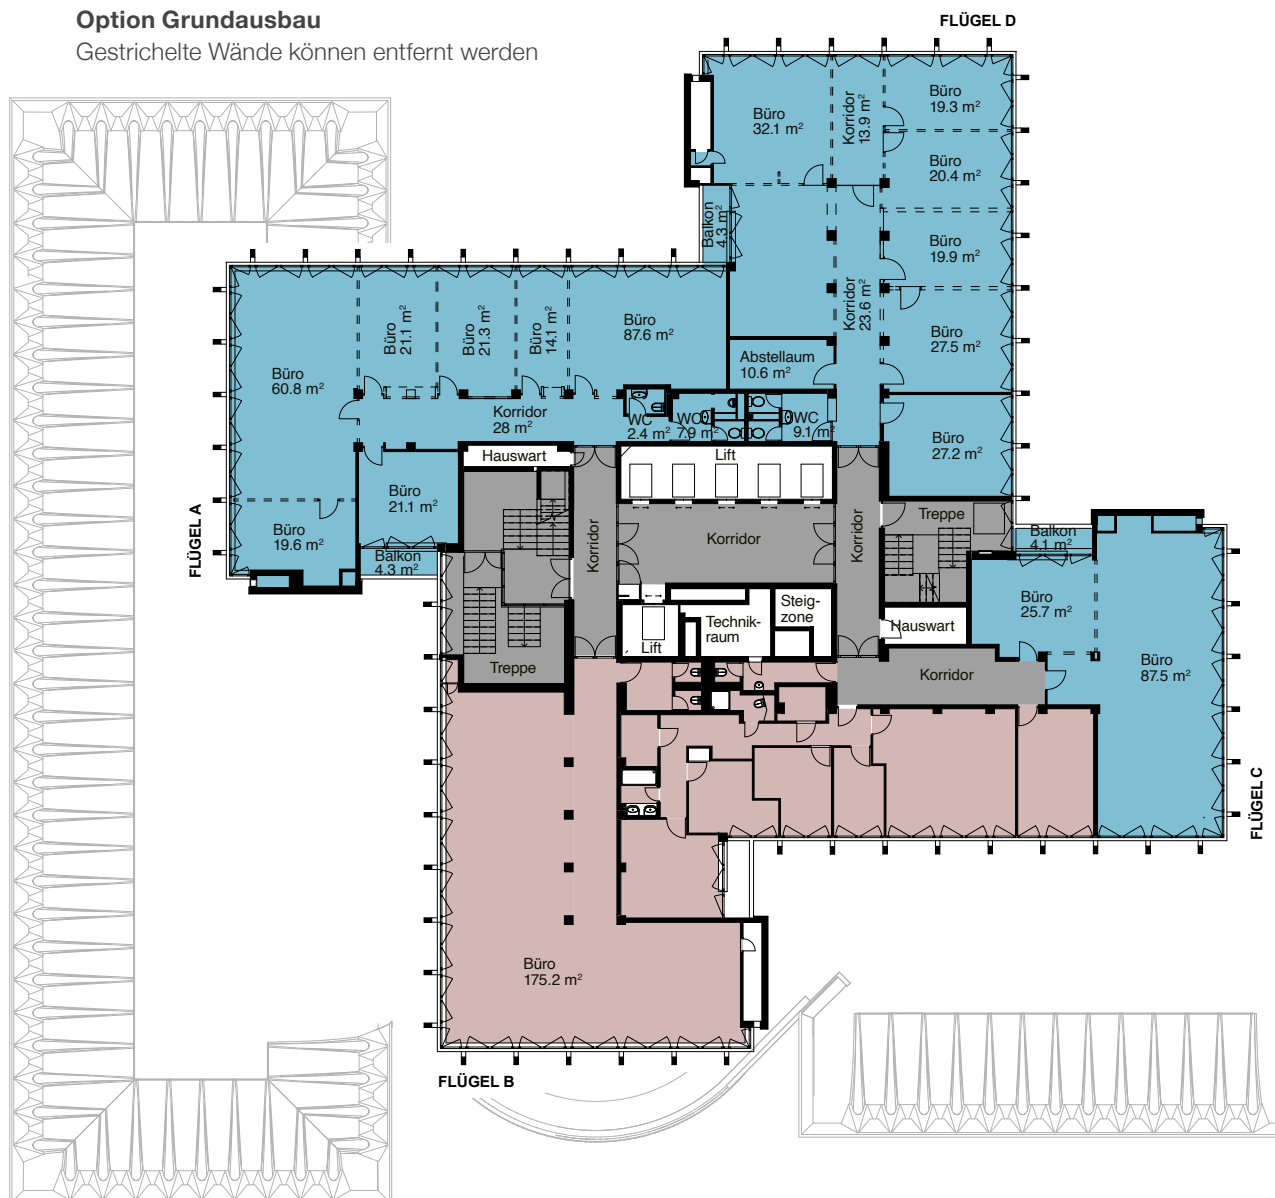 Option Grundausbau
Gestrichelte Wände können entfernt werden
FLÜGEL D
Büro
32.1 m²
Korridor
13.9 m²
Büro
19.3 m²
Büro
20.4 m²
Balkon
4.3 m²
Büro
19.9 m²
Korridor
23.6 m²
Büro
27.5 m²
Büro
60.8 m²
Büro
21.1 m²
Büro
21.3 m²
Büro
14.1 m²
Büro
87.6 m²
Abstellaum
10.6 m²
Korridor
28 m²
WC
2.4 m²
WC
7.9 m²
WC
9.1 m²
Büro
27.2 m²
Hauswart
Lift
Büro
21.1 m²
FLÜGEL A
Büro
19.6 m²
Balkon
4.3 m²
Korridor
Korridor
Korridor
Treppe
Balkon
4.1 m²
Treppe
Lift
Technik-
raum
Steig-
zone
Hauswart
Büro
25.7 m²
Korridor
Büro
87.5 m²
FLÜGEL C
Büro
175.2 m²
FLÜGEL B